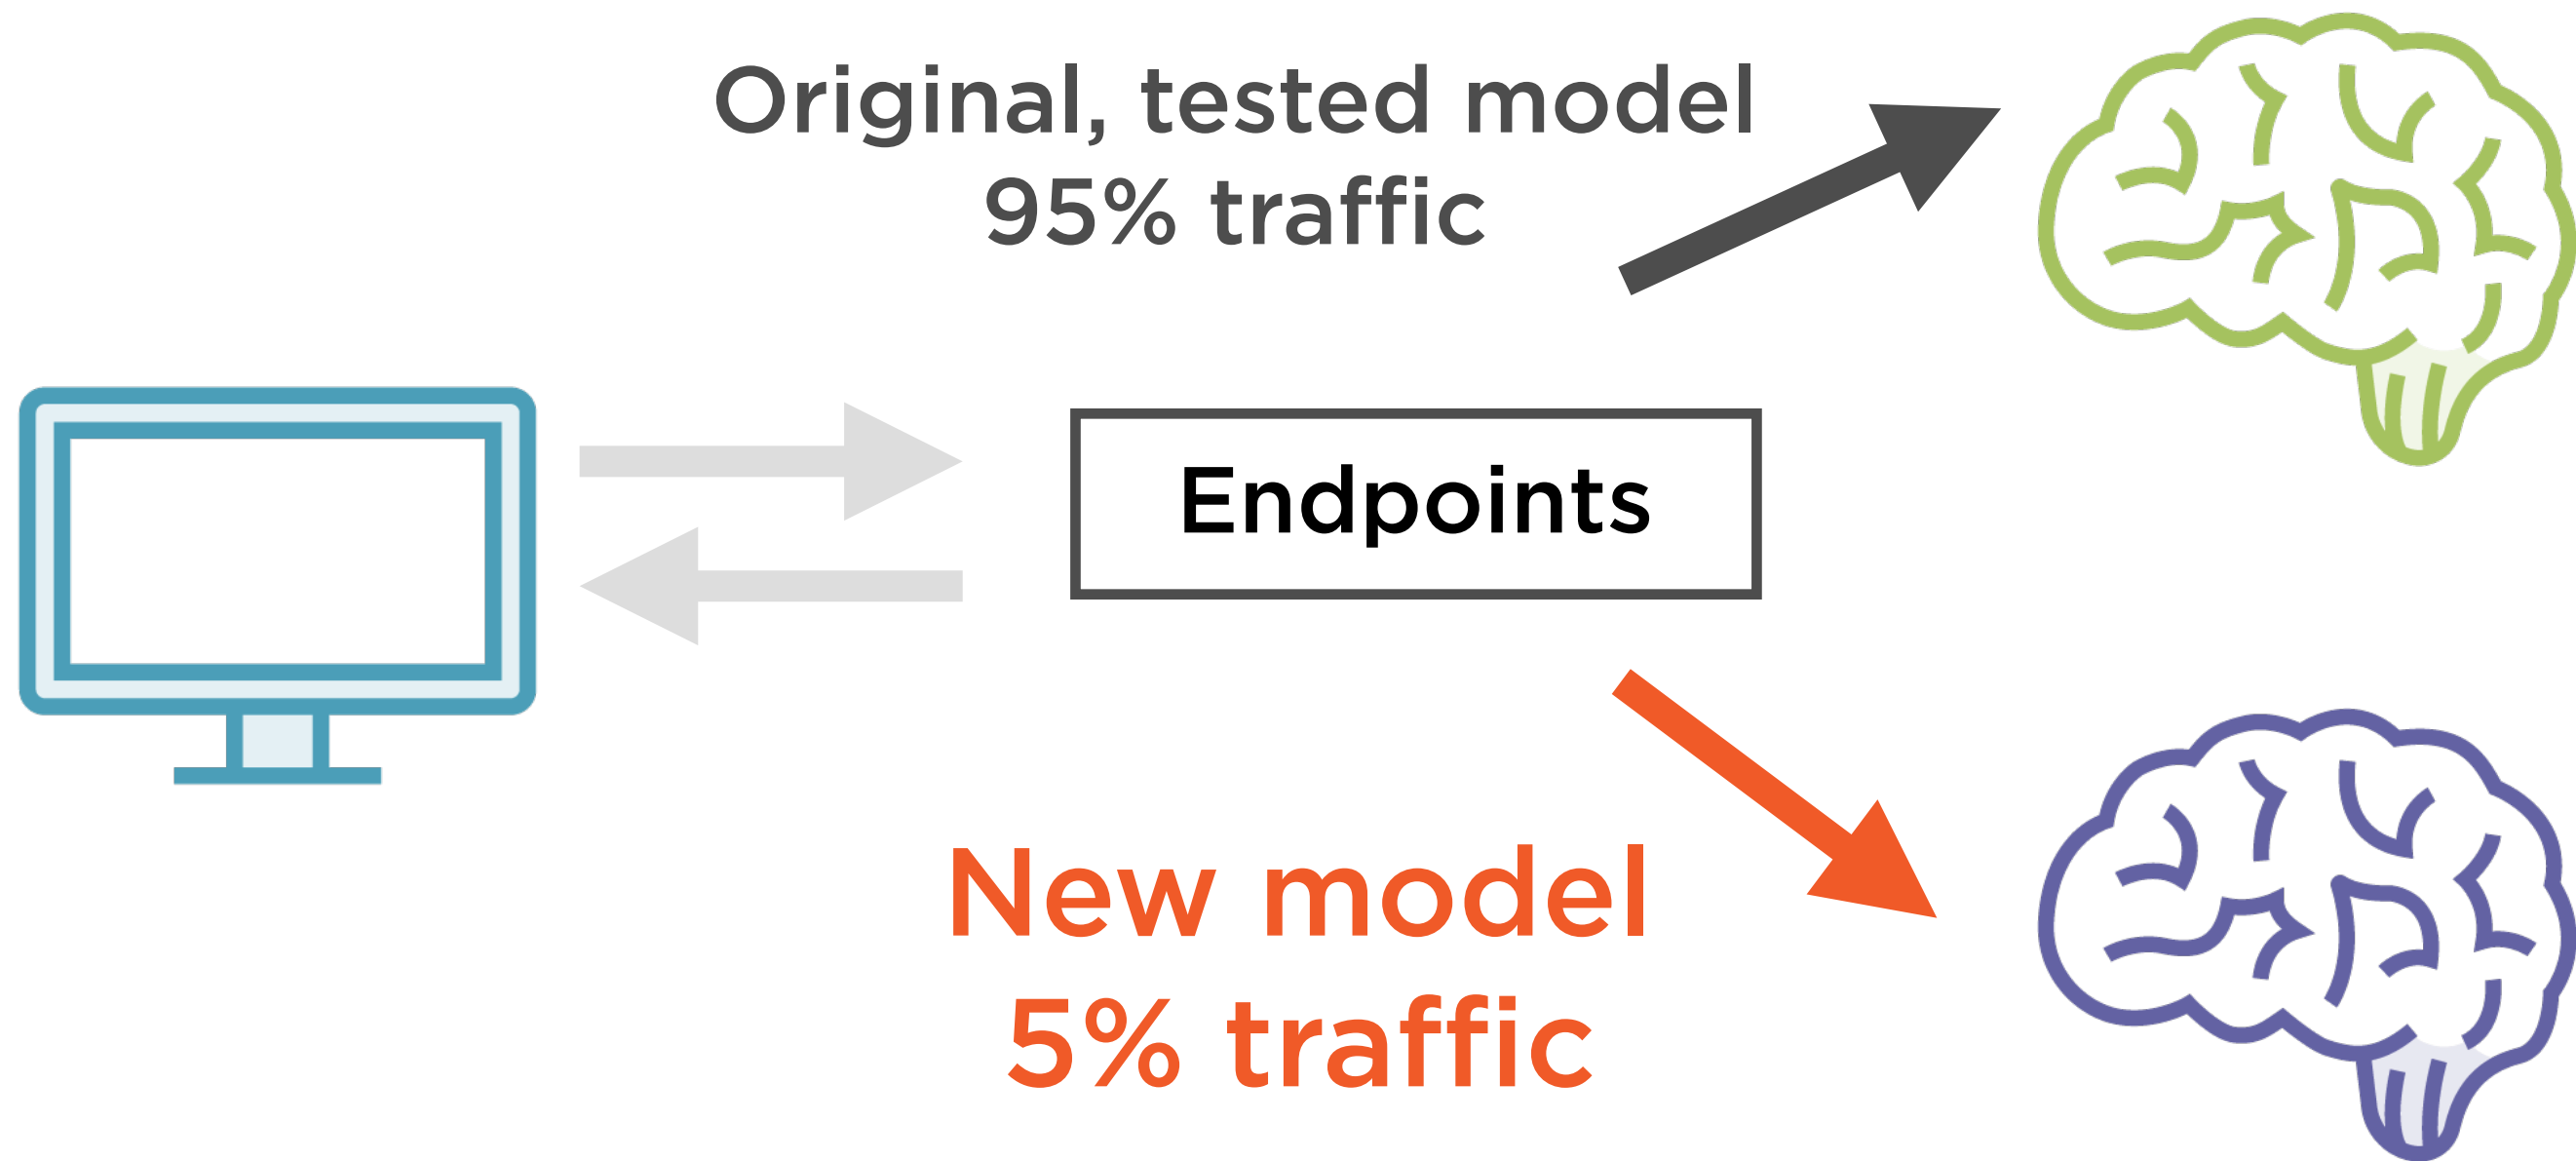 Original, tested model
95% traffic
Endpoints
New model
5% traffic